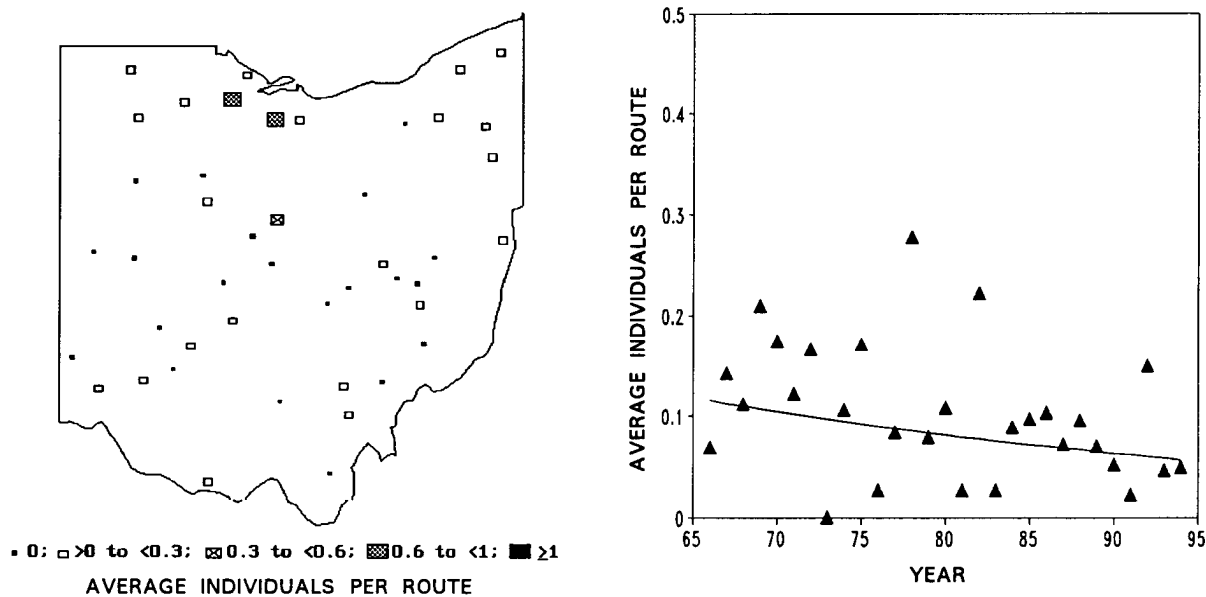 0; >0 to <0.3; 0.3 to <0.6; 0.6 to <1; ≥1
AVERAGE INDIVIDUALS PER ROUTE
AVERAGE INDIVIDUALS PER ROUTE
0.5
0.4
0.3
0.2
0.1
0
65 70 75 80 85 90 95
YEAR